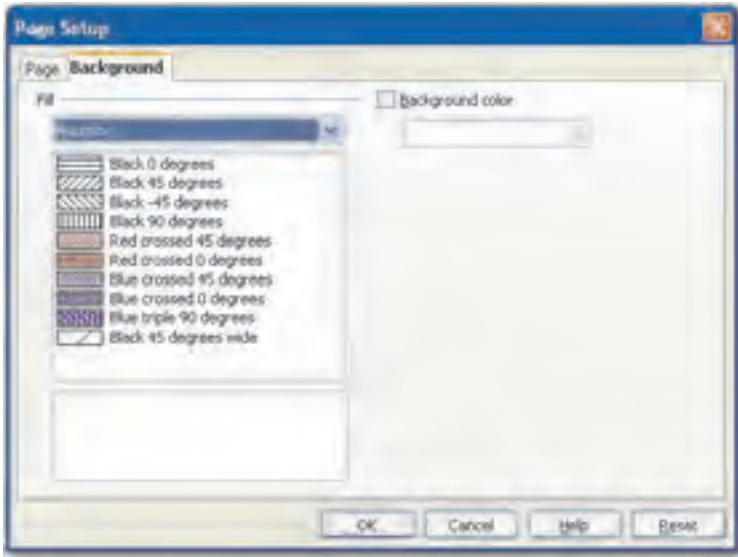 Page Setup
Page Background
Fill
Background color
Black 0 degrees
Black 45 degrees
Black -45 degrees
Black 90 degrees
Red crossed 45 degrees
Red crossed 0 degrees
Blue crossed 45 degrees
Blue crossed 0 degrees
Blue triple 90 degrees
Black 45 degrees wide
OK Cancel Help Reset